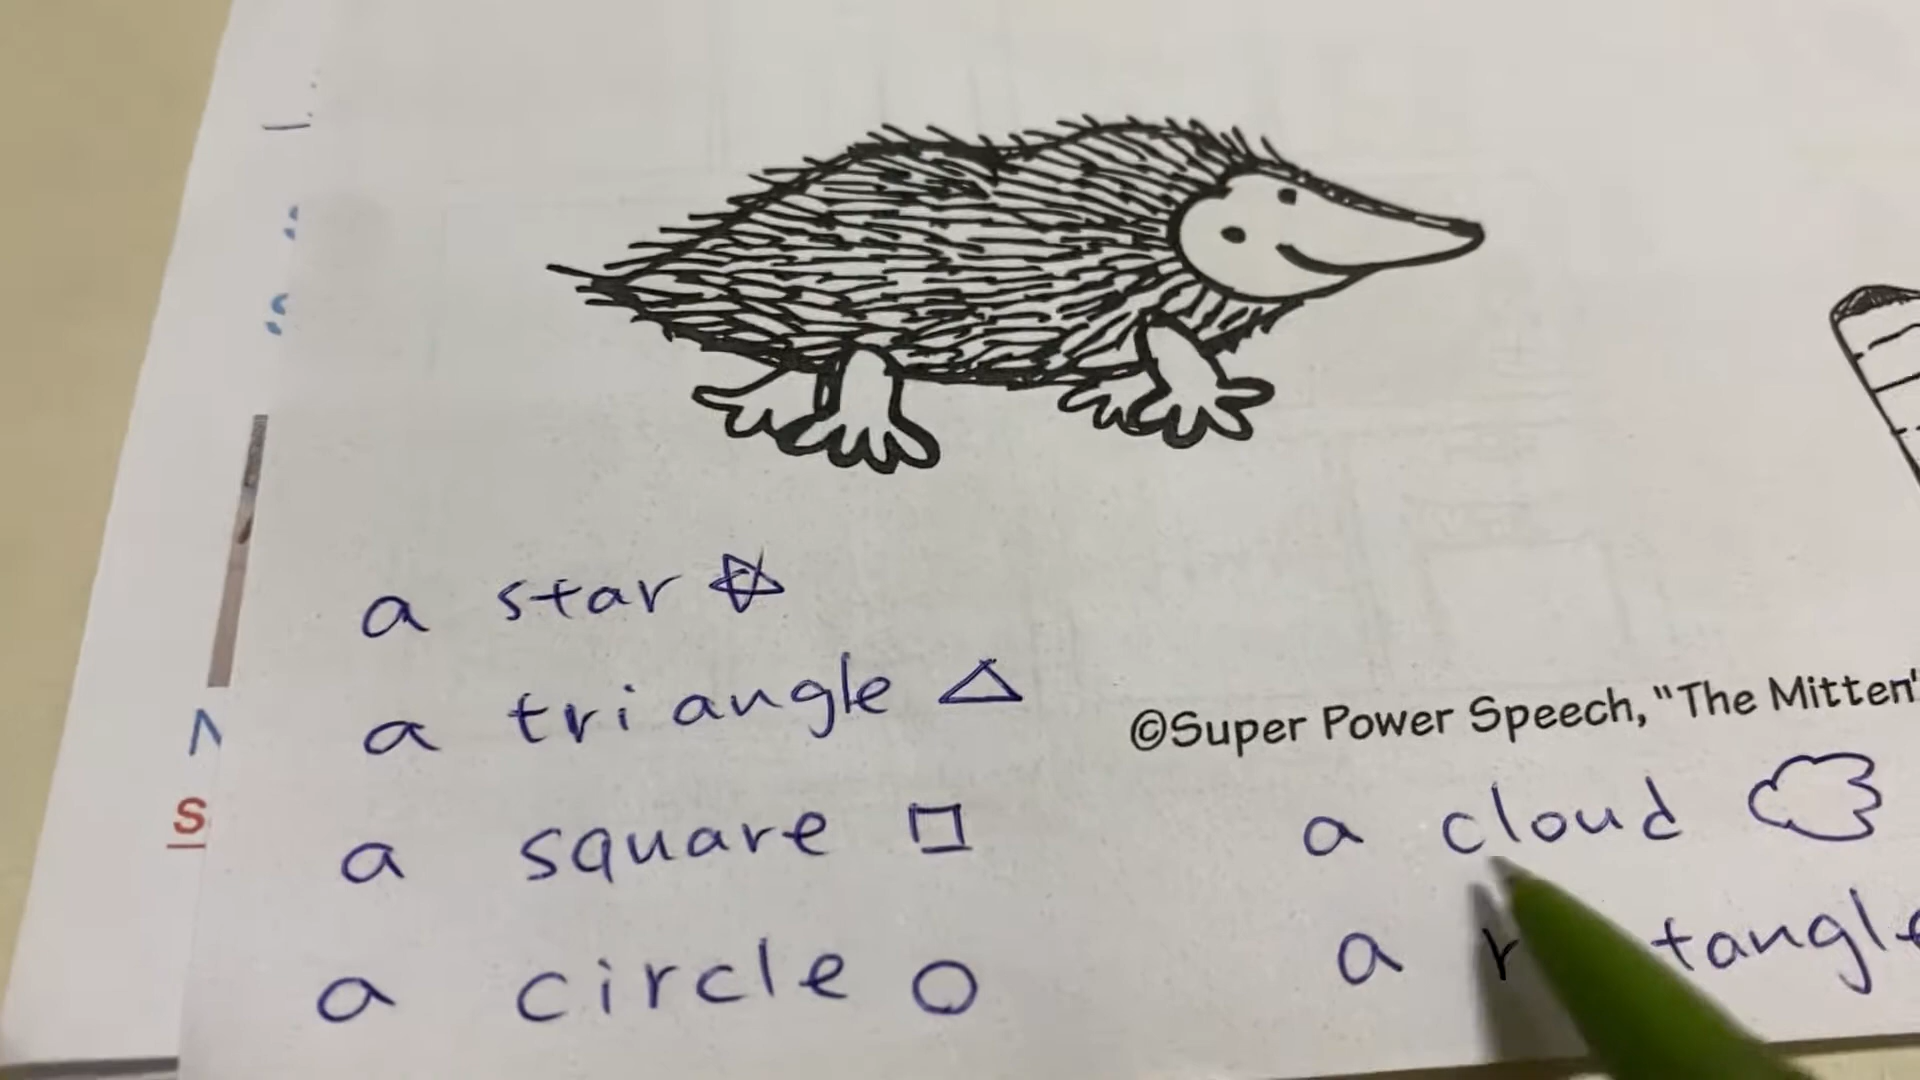 a star
a triangle
a square
a circle
©Super Power Speech, "The Mitten"
a cloud
a
S